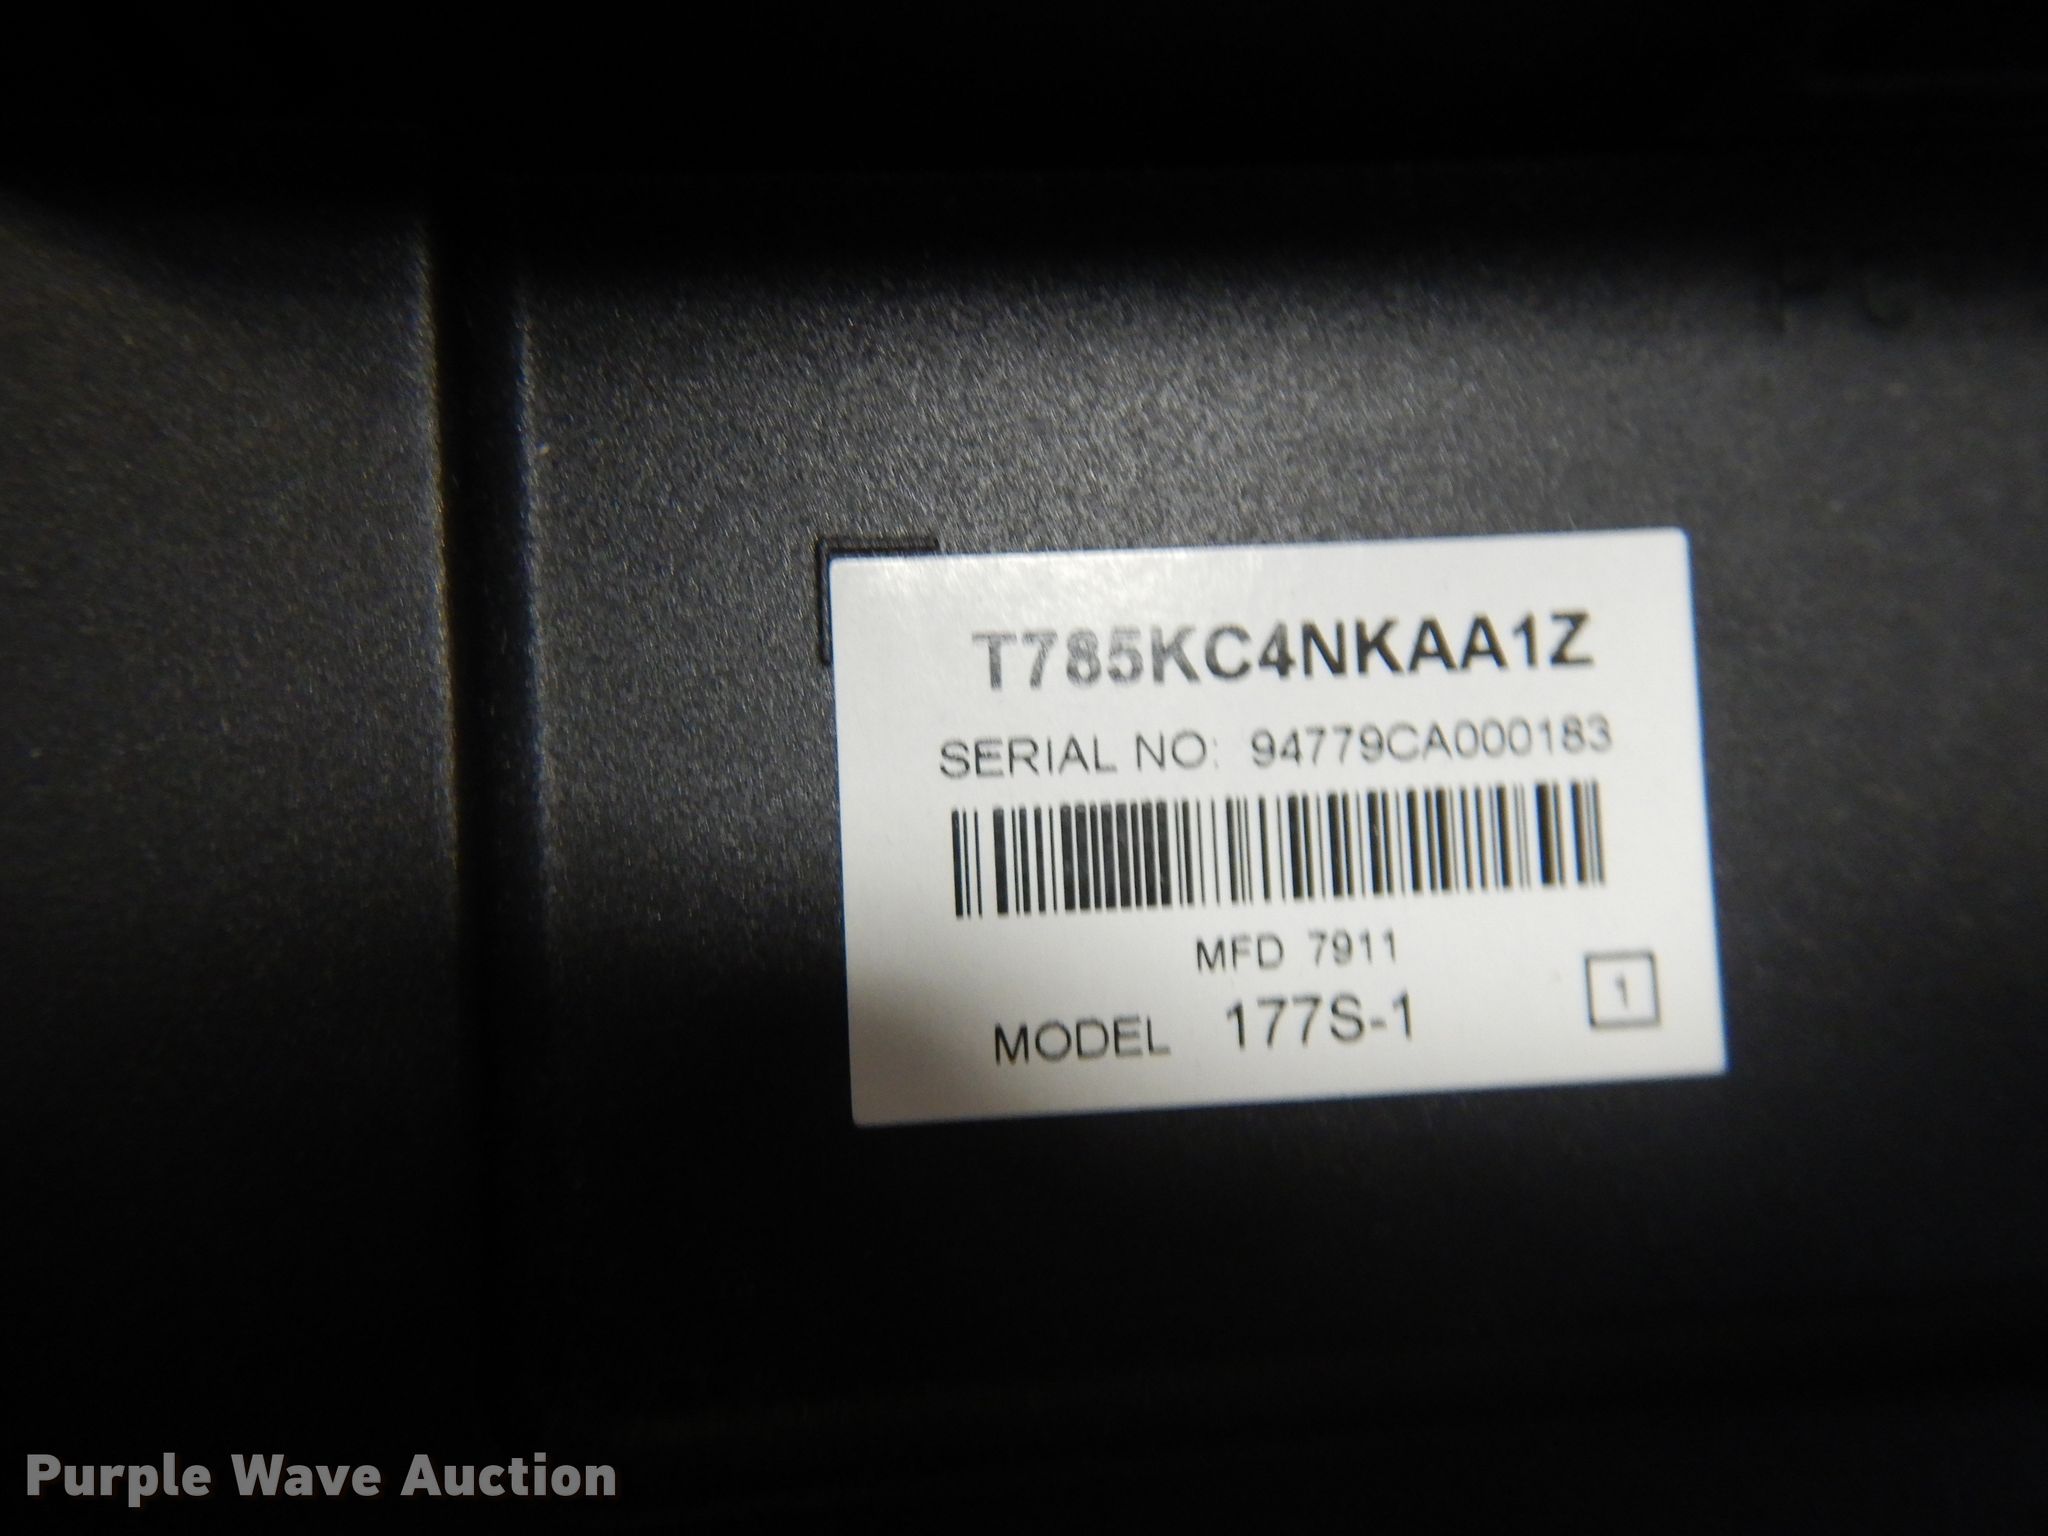 T785KC4NKAA1Z
SERIAL NO: 94779CA000183
MFD 7911
1
MODEL 177S-1
Purple Wave Auction